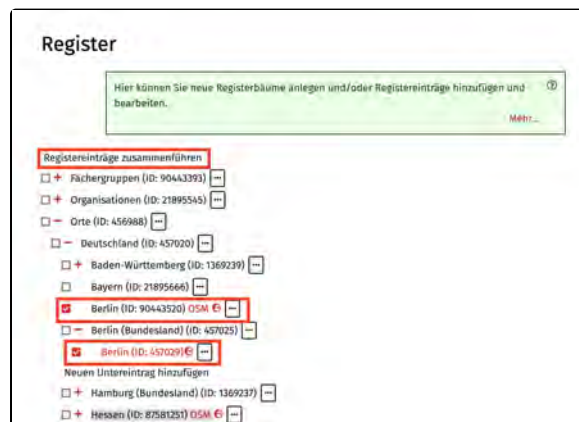 Register
Hier können Sie neue Registerbäume anlegen und/oder Registereinträge hinzufügen und
bearbeiten.
Mehr...
Registereinträge zusammenführen
Fächergruppen (ID: 90443393)
Organisationen (ID: 21895545)
Orte (ID: 456988)
Deutschland (ID: 457020)
Baden-Württemberg (ID: 1369239)
Bayern (ID: 21895666)
Berlin (ID: 90443520) OSM
Berlin (Bundesland) (ID: 457025)
Berlin (ID: 457029)
Neuen Untereintrag hinzufügen
Hamburg (Bundesland) (ID: 1369237)
Hessen (ID: 87581251) OSM